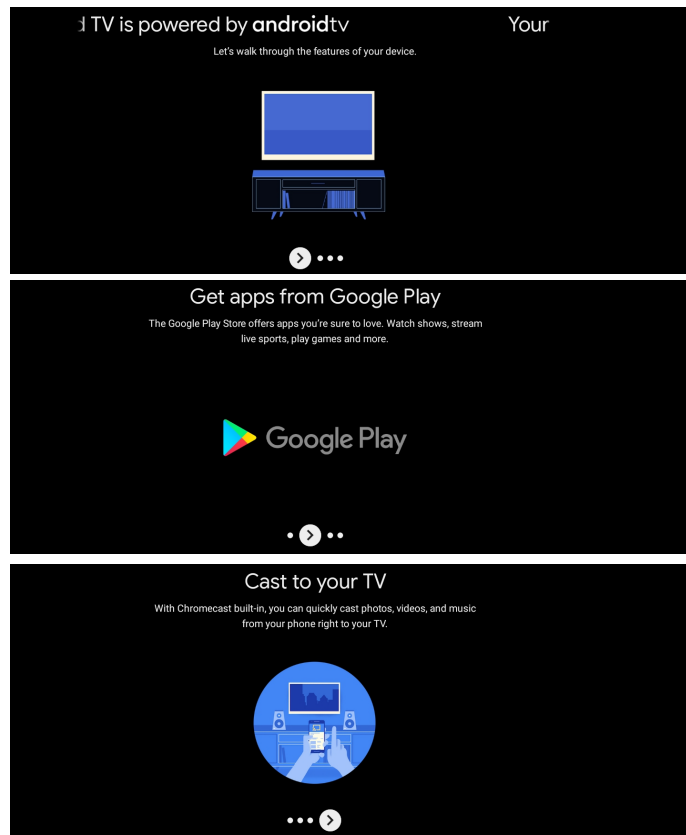 d TV is powered by androidtv Your
Let's walk through the features of your device.
Get apps from Google Play
The Google Play Store offers apps you're sure to love. Watch shows, stream
live sports, play games and more.
Google Play
Cast to your TV
With Chromecast built-in, you can quickly cast photos, videos, and music
from your phone right to your TV.